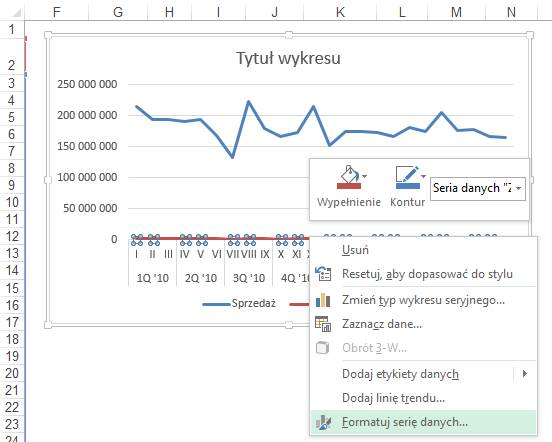 F G H I J K L M N
1
2
3
4
5
6
7
8
9
10
11
12
13
14
15
16
17
18
19
20
21
22
23
24
Tytuł wykresu
250 000 000
200 000 000
150 000 000
100 000 000
50 000 000
0
I II III IV V VI VII VIII IX X XI
1Q '10 2Q '10 3Q '10 4Q '10
Sprzedaż
Wypełnienie Kontur Seria danych "Z
Usuń
Resetuj, aby dopasować do stylu
Zmień typ wykresu seryjnego...
Zaznacz dane...
Obrót 3-W...
Dodaj etykiety danych
Dodaj linię trendu...
Formatuj serię danych...